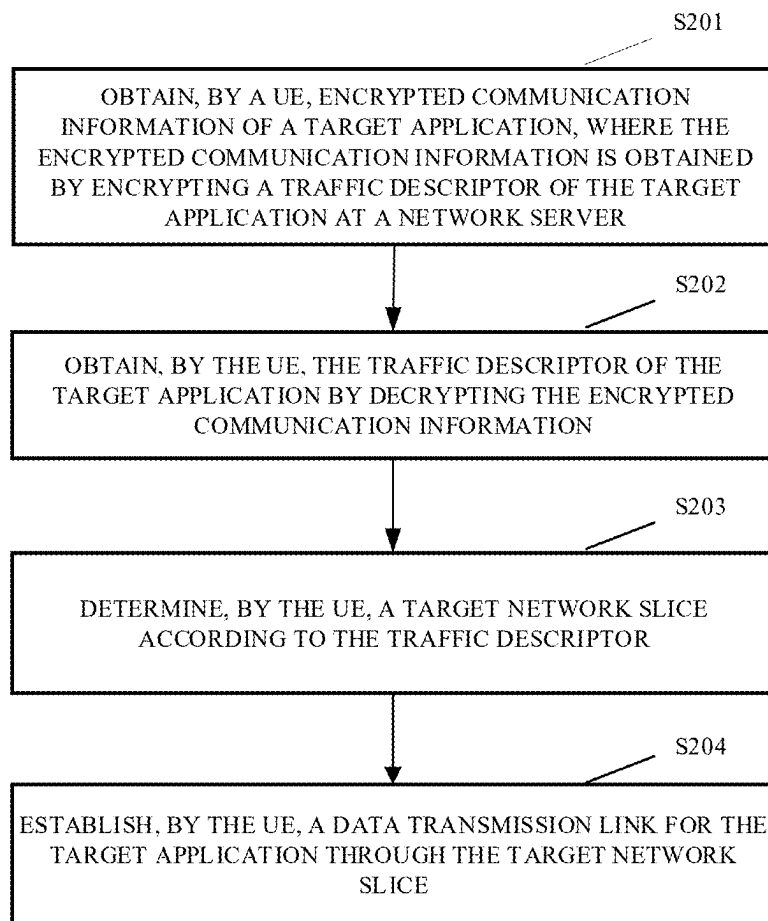 S201
OBTAIN, BY A UE, ENCRYPTED COMMUNICATION
INFORMATION OF A TARGET APPLICATION, WHERE THE
ENCRYPTED COMMUNICATION INFORMATION IS OBTAINED
BY ENCRYPTING A TRAFFIC DESCRIPTOR OF THE TARGET
APPLICATION AT A NETWORK SERVER
S202
OBTAIN, BY THE UE, THE TRAFFIC DESCRIPTOR OF THE
TARGET APPLICATION BY DECRYPTING THE ENCRYPTED
COMMUNICATION INFORMATION
S203
DETERMINE, BY THE UE, A TARGET NETWORK SLICE
ACCORDING TO THE TRAFFIC DESCRIPTOR
S204
ESTABLISH, BY THE UE, A DATA TRANSMISSION LINK FOR THE
TARGET APPLICATION THROUGH THE TARGET NETWORK
SLICE